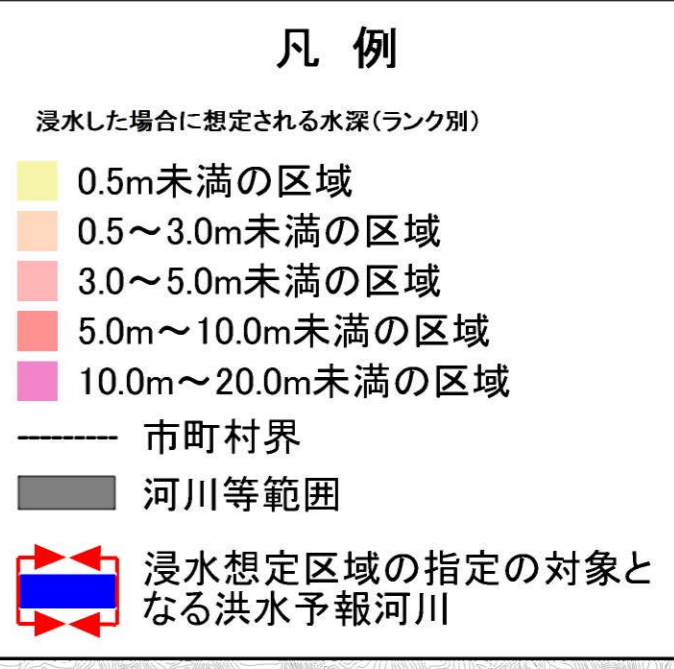 凡 例
浸水した場合に想定される水深(ランク別)
0.5m未満の区域
0.5～3.0m未満の区域
3.0～5.0m未満の区域
5.0m～10.0m未満の区域
10.0m～20.0m未満の区域
市町村界
河川等範囲
浸水想定区域の指定の対象と
なる洪水予報河川